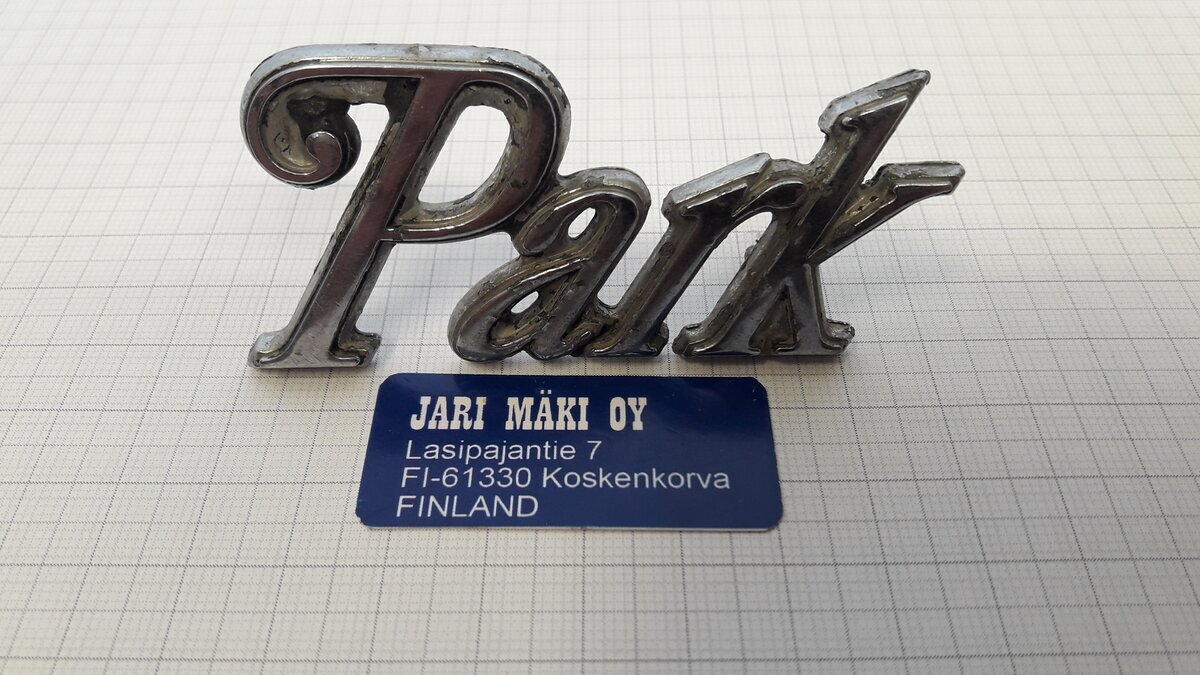 Park
JARI MÄKI OY
Lasipajantie 7
FI-61330 Koskenkorva
FINLAND